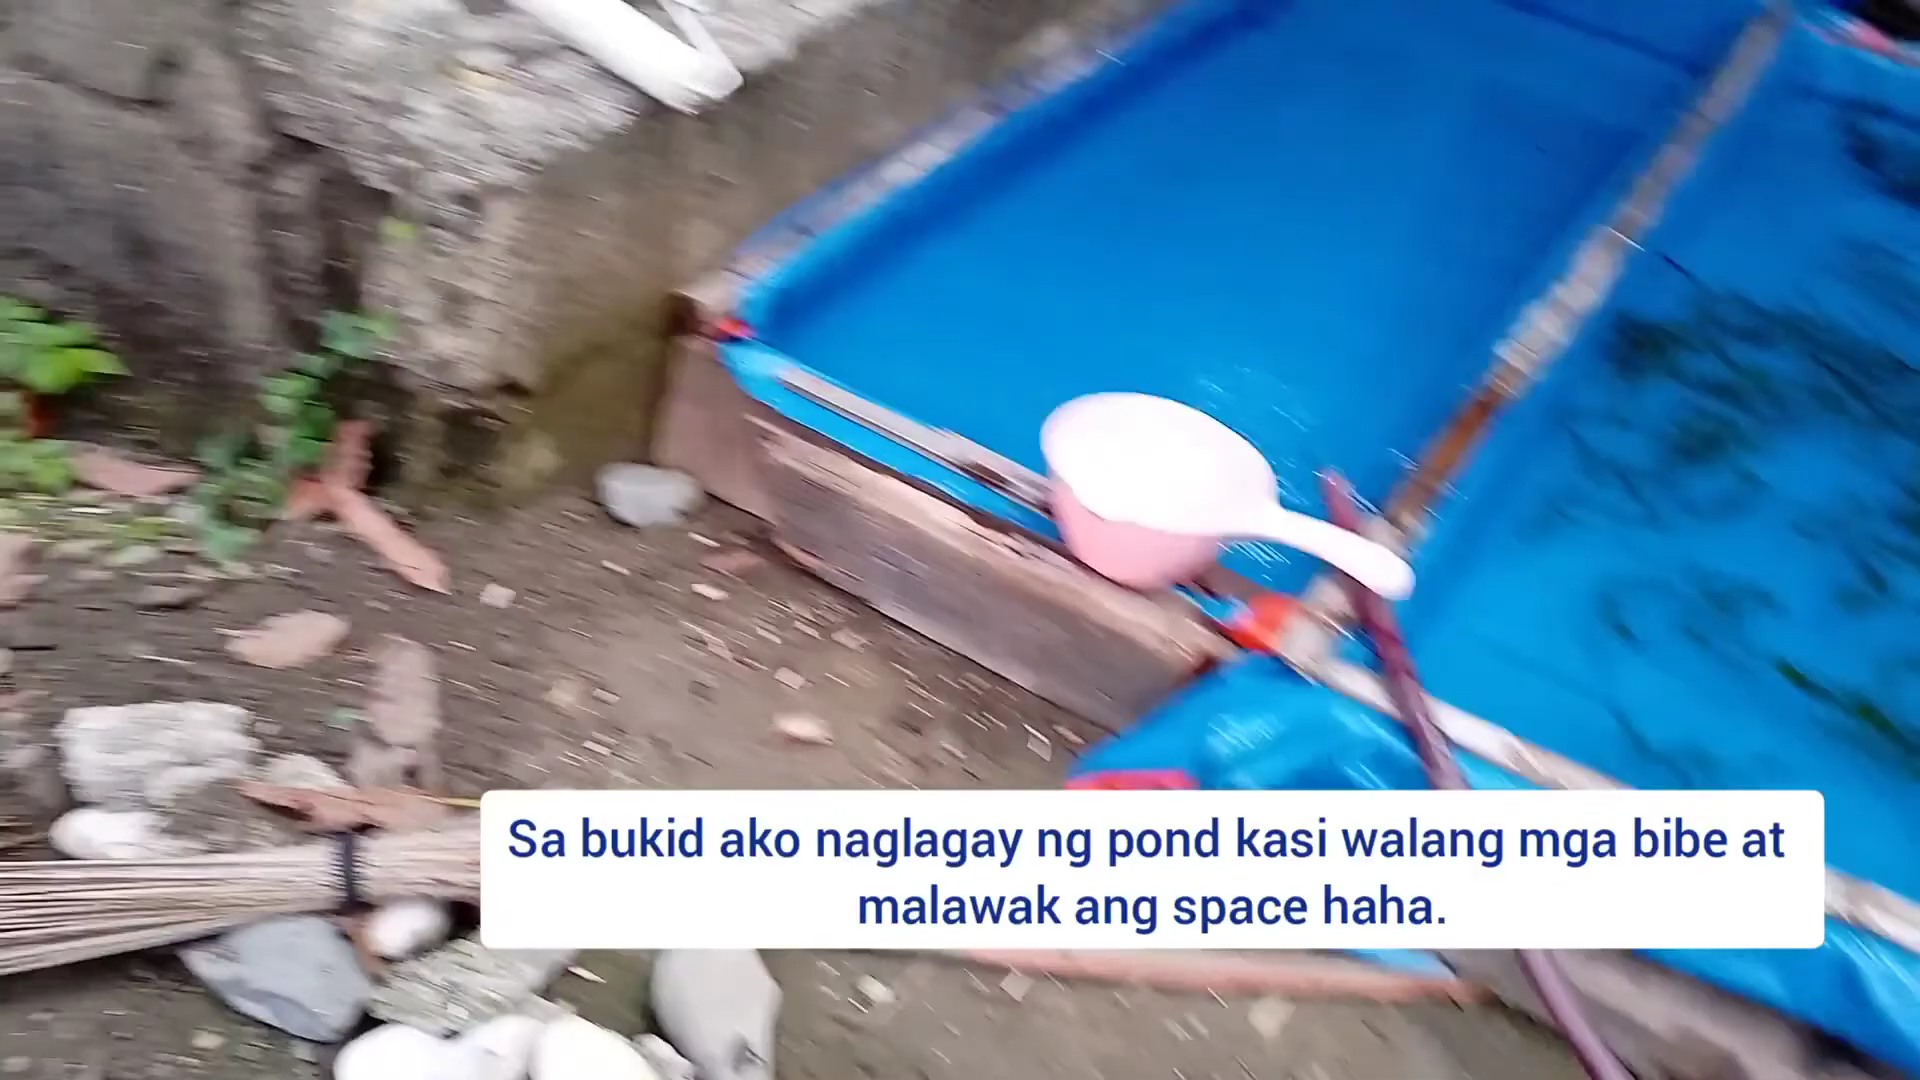 Sa bukid ako naglagay ng pond kasi walang mga bibe at
malawak ang space haha.